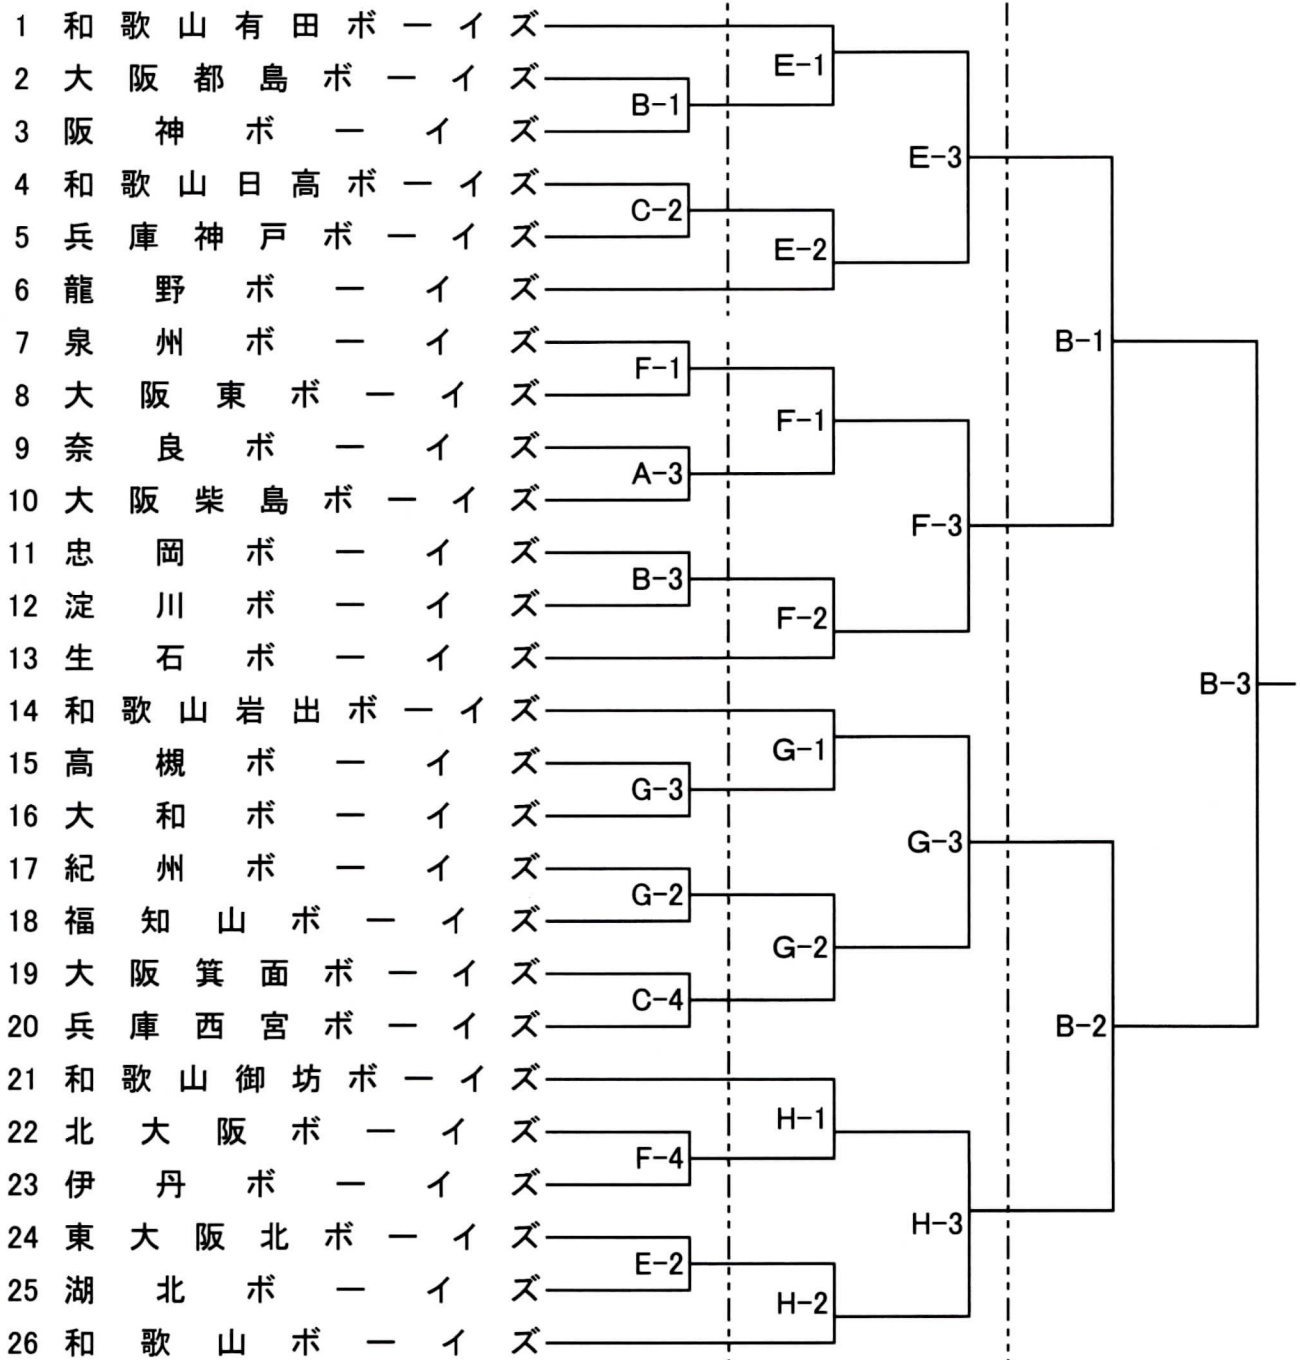 1 和歌山有田ボーイズ
2 大阪都島ボーイズ
3 阪神ボーイズ
4 和歌山日高ボーイズ
5 兵庫神戸ボーイズ
6 龍野ボーイズ
7 泉州ボーイズ
8 大阪東ボーイズ
9 奈良ボーイズ
10 大阪柴島ボーイズ
11 忠岡ボーイズ
12 淀川ボーイズ
13 生石ボーイズ
14 和歌山岩出ボーイズ
15 高槻ボーイズ
16 大和ボーイズ
17 紀州ボーイズ
18 福知山ボーイズ
19 大阪箕面ボーイズ
20 兵庫西宮ボーイズ
21 和歌山御坊ボーイズ
22 北大阪ボーイズ
23 伊丹ボーイズ
24 東大阪北ボーイズ
25 湖北ボーイズ
26 和歌山ボーイズ
B-1
C-2
F-1
A-3
B-3
G-3
G-2
C-4
F-4
E-2
E-1
E-2
F-1
F-2
G-1
G-2
H-1
H-2
E-3
F-3
G-3
H-3
B-1
B-2
B-3